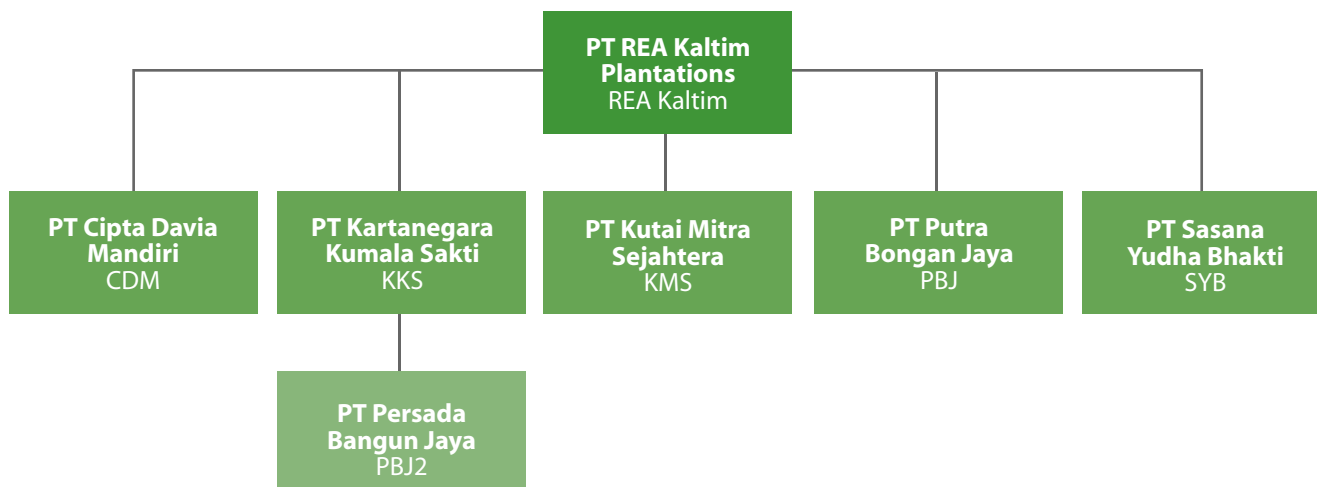 PT REA Kaltim
Plantations
REA Kaltim
PT Cipta Davia
Mandiri
CDM
PT Kartanegara
Kumala Sakti
KKS
PT Kutai Mitra
Sejahtera
KMS
PT Putra
Bongan Jaya
PBJ
PT Sasana
Yudha Bhakti
SYB
PT Persada
Bangun Jaya
PBJ2